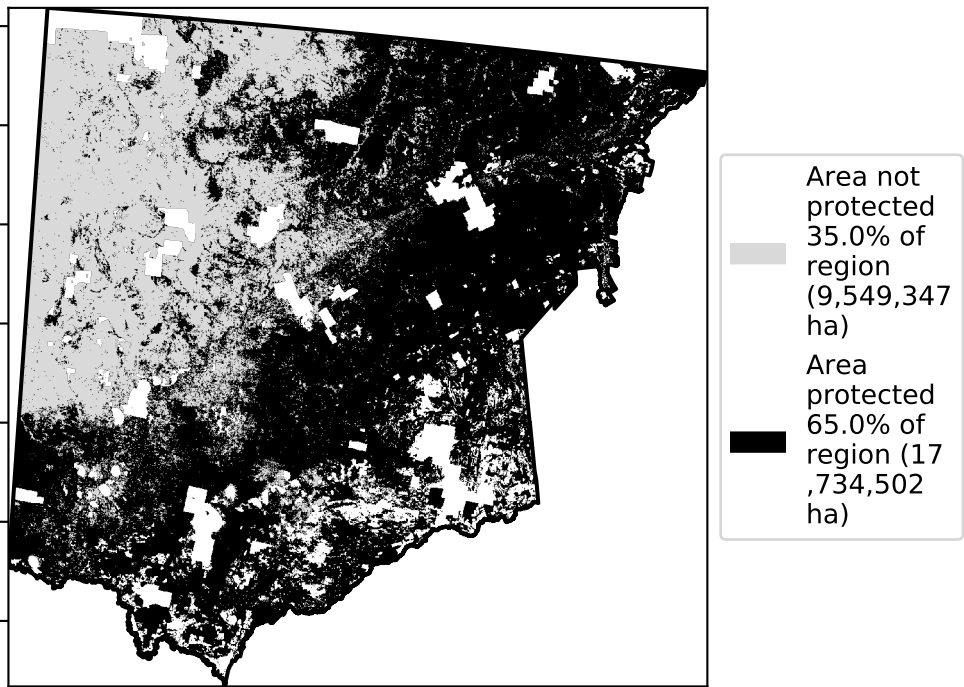 Area not
protected
35.0% of
region
(9,549,347
ha)
Area
protected
65.0% of
region (17
,734,502
ha)